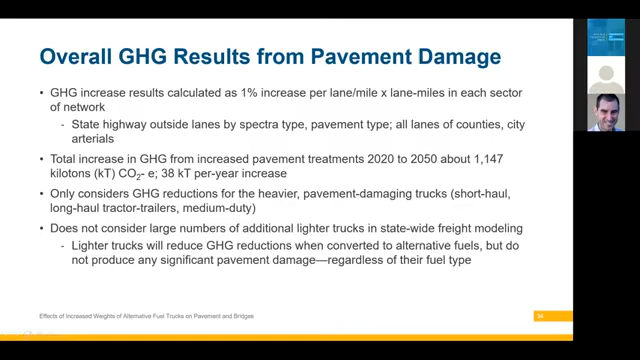 Overall GHG Results from Pavement Damage
• GHG increase results calculated as 1% increase per lane/mile x lane-miles in each sector
of network
- State highway outside lanes by spectra type, pavement type; all lanes of counties, city
arterials
• Total increase in GHG from increased pavement treatments 2020 to 2050 about 1,147
kilotons (kT) CO2- e; 38 kT per-year increase
• Only considers GHG reductions for the heavier, pavement-damaging trucks (short-haul,
long-haul tractor-trailers, medium-duty)
• Does not consider large numbers of additional lighter trucks in state-wide freight modeling
- Lighter trucks will reduce GHG reductions when converted to alternative fuels, but do
not produce any significant pavement damage—regardless of their fuel type
Effects of Increased Weights of Alternative Fuel Trucks on Pavement and Bridges
34